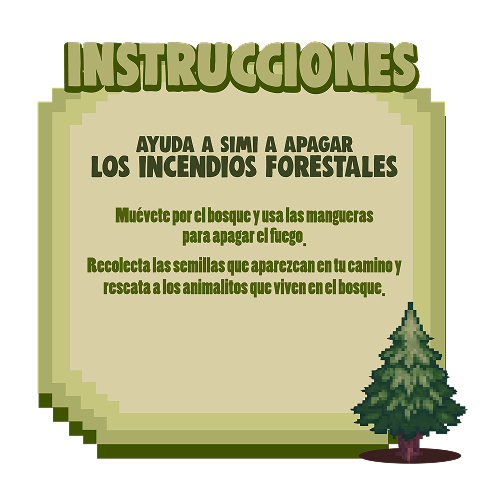 INSTRUCCIONES
AYUDA A SIMI A APAGAR
LOS INCENDIOS FORESTALES
Muévete por el bosque y usa las mangueras
para apagar el fuego.
Recolecta las semillas que aparezcan en tu camino y
rescata a los animalitos que viven en el bosque.